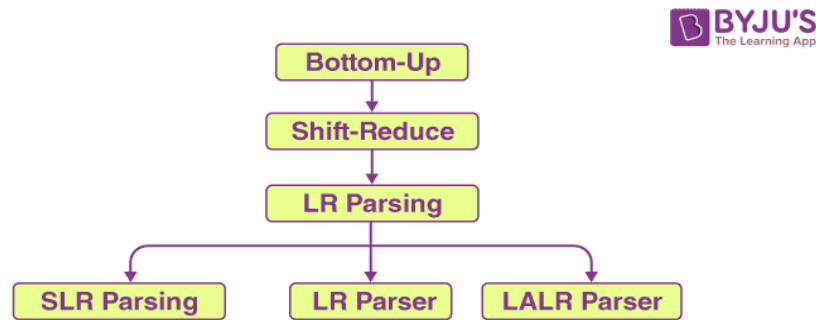 BYJU'S
The Learning App
Bottom-Up
Shift-Reduce
LR Parsing
SLR Parsing
LR Parser
LALR Parser